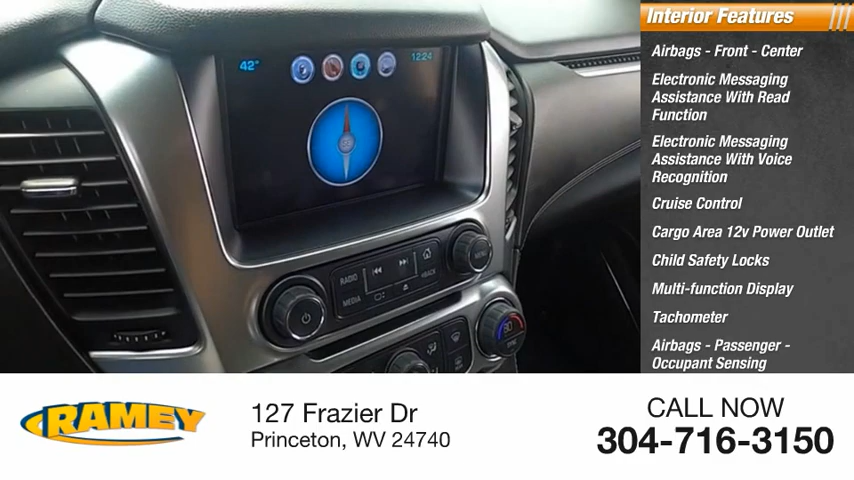 Interior Features
Airbags - Front - Center
Electronic Messaging
Assistance With Read
Function
Electronic Messaging
Assistance With Voice
Recognition
Cruise Control
Cargo Area 12v Power Outlet
Child Safety Locks
Multi-function Display
Tachometer
Airbags - Passenger -
Occupant Sensing
42°
12:24
RADIO
MEDIA
BACK
MENU
RAMEY
127 Frazier Dr
Princeton, WV 24740
CALL NOW
304-716-3150